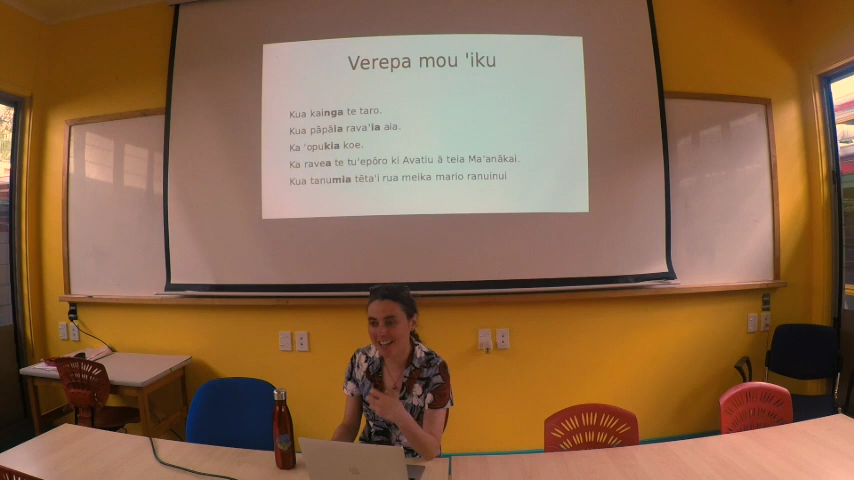 Verepa mou 'iku
Kua kainga te taro.
Kua pāpāia rava'ia aia.
Ka 'opukia koe.
Ka ravea te tu'epōro ki Avatiu ā teia Ma'anākai.
Kua tanumia tēta'i rua meika mario ranuinui